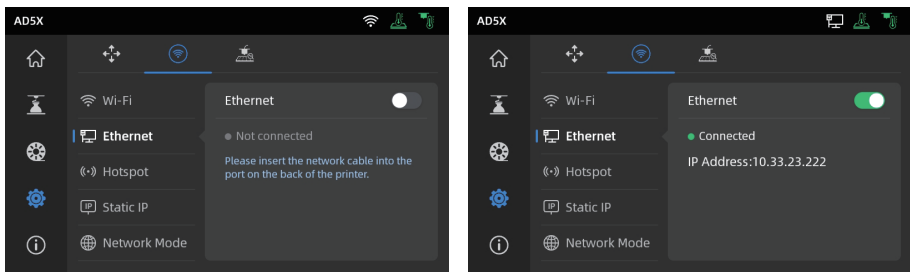 AD5X
Wi-Fi
Ethernet
Hotspot
IP
Static IP
Network Mode
Ethernet
Not connected
Please insert the network cable into the
port on the back of the printer.
AD5X
Wi-Fi
Ethernet
Hotspot
IP
Static IP
Network Mode
Ethernet
Connected
IP Address:10.33.23.222